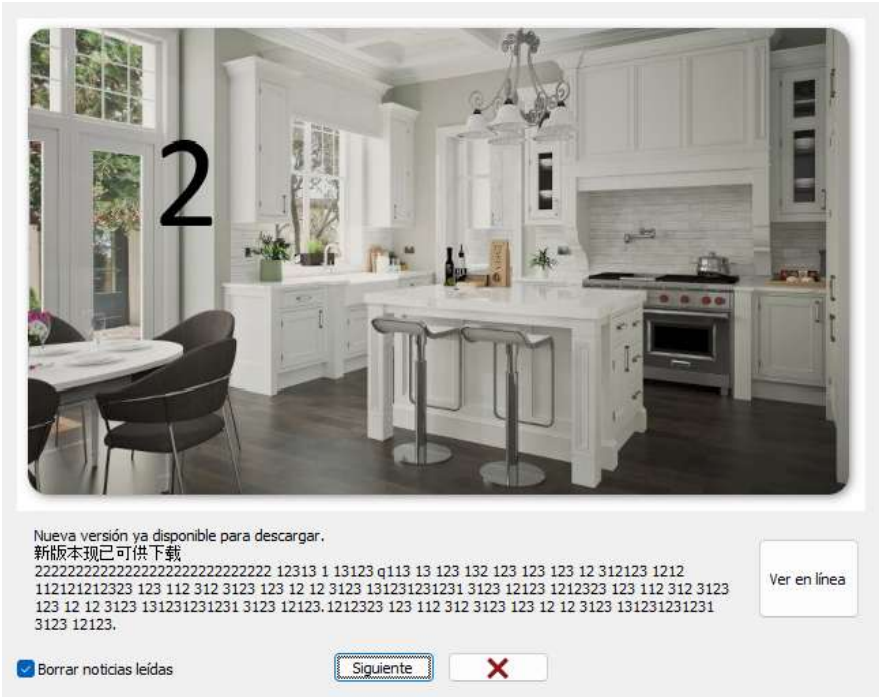 2
Nueva versión ya disponible para descargar.
新版本现已可供下载
2222222222222222222222222222 12313 1 13123 q113 13 123 132 123 123 123 12 312123 1212
112121212323 123 112 312 3123 123 12 12 3123 131231231231 3123 12123 1212323 123 112 312 3123
123 12 12 3123 131231231231 3123 12123. 1212323 123 112 312 3123 123 12 12 3123 131231231231
3123 12123.
Ver en línea
Borrar noticias leídas
Siguiente